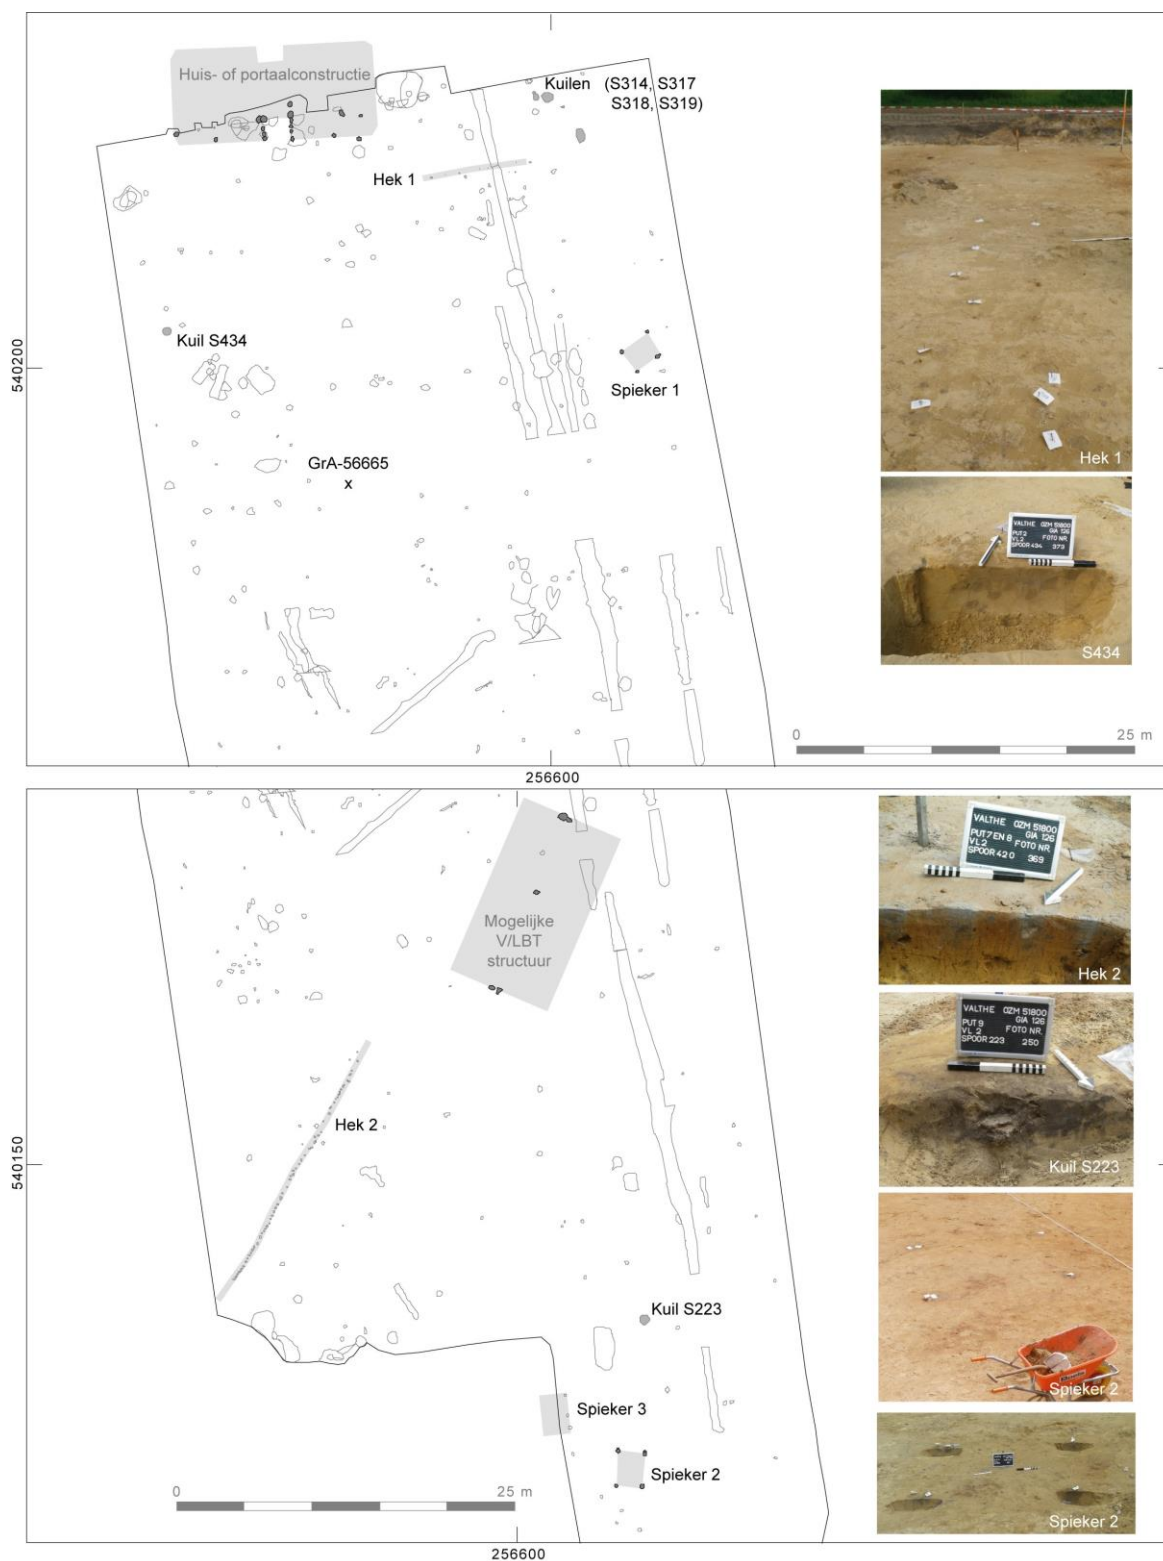 Huis- of portaalconstructie
Kuilen (S314, S317
S318, S319)
Hek 1
Kuil S434
Spieker 1
GrA-56665
x
540200
256600
0 25 m
Hek 1
VALTHE OZM 51800
GIA 126
PUT 2 FOTO NR.
VL 2
SPOOR 434 373
S434
Mogelijke
V/LBT
structuur
Hek 2
540150
Kuil S223
Spieker 3
Spieker 2
0 25 m
256600
VALTHE OZM 51800
GIA 126
PUT 7 EN 8 FOTO NR.
VL 2
SPOOR 420 369
Hek 2
VALTHE OZM 51800
GIA 126
PUT 9 FOTO NR.
VL 2
SPOOR 223 250
Kuil S223
Spieker 2
Spieker 2